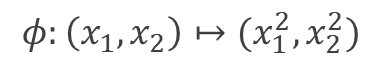 ϕ: (x₁, x₂) ↦ (x₁², x₂²)